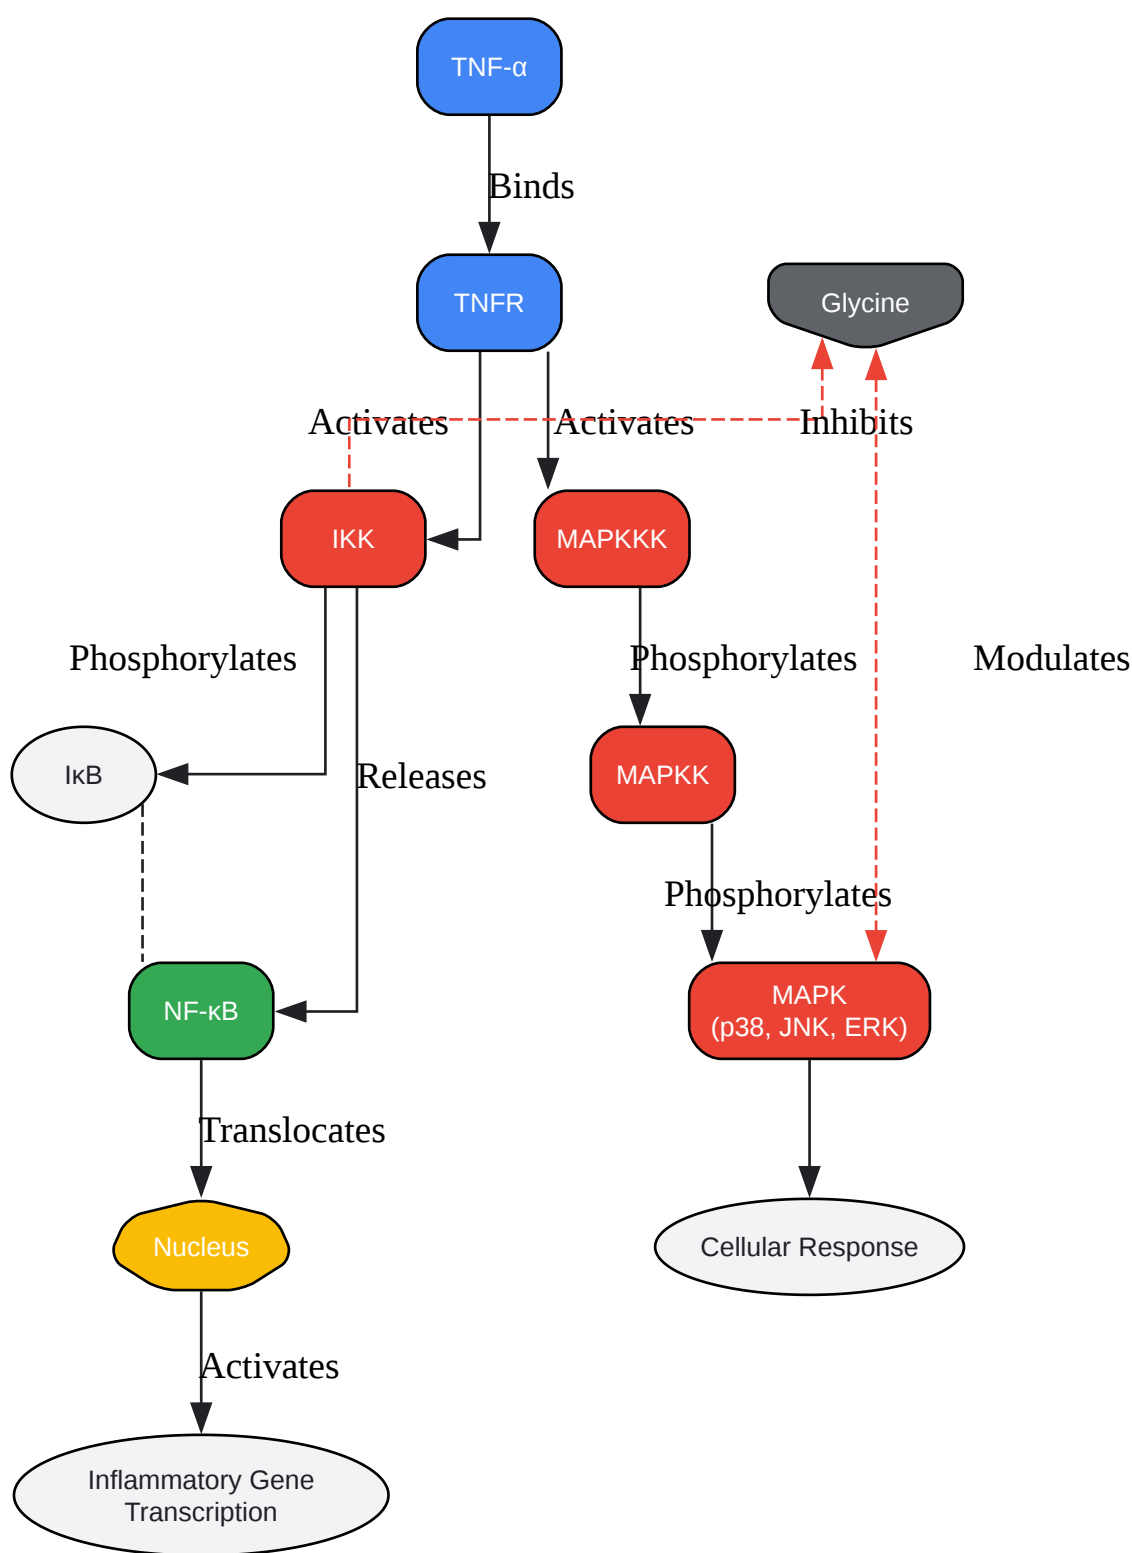 TNF-α
Binds
TNFR
Glycine
Activates
Activates
Inhibits
IKK
MAPKKK
Phosphorylates
Phosphorylates
Modulates
IκB
Releases
MAPKK
Phosphorylates
NF-κB
MAPK
(p38, JNK, ERK)
Translocates
Nucleus
Cellular Response
Activates
Inflammatory Gene
Transcription